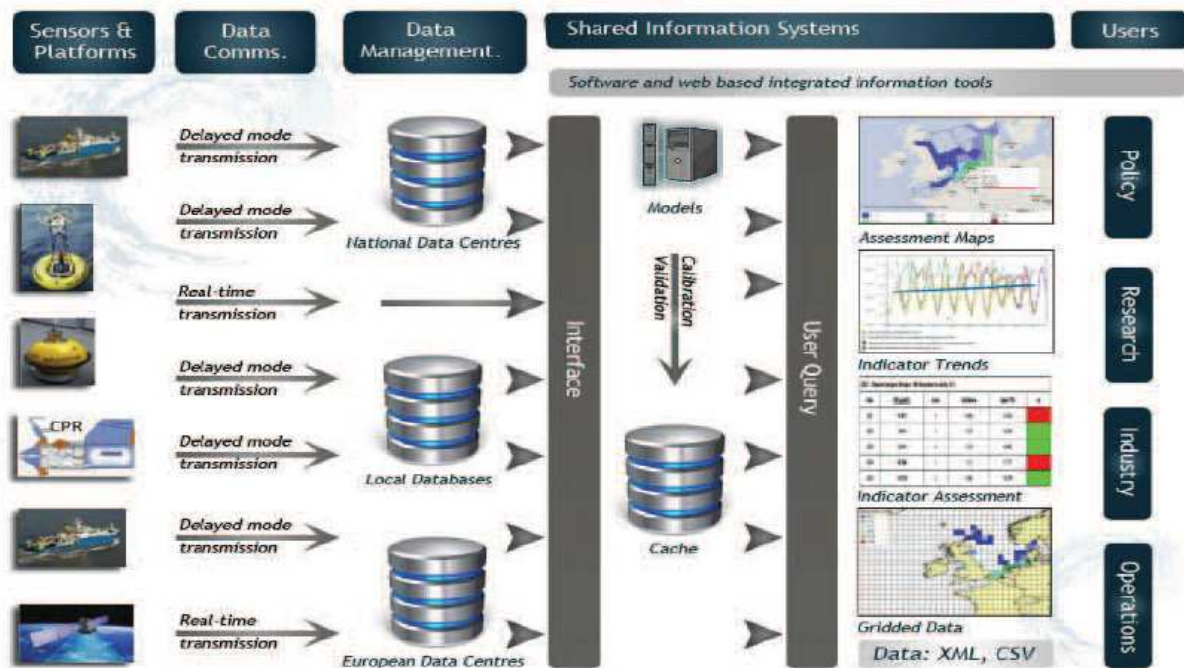 Sensors &
Platforms
Data
Comms.
Data
Management.
Shared Information Systems
Users
Software and web based integrated information tools
Delayed mode
transmission
Delayed mode
transmission
Real-time
transmission
Delayed mode
transmission
CPR
Delayed mode
transmission
Delayed mode
transmission
Real-time
transmission
National Data Centres
Local Databases
European Data Centres
Interface
Models
Calibration
Validation
Cache
User Query
Assessment Maps
Indicator Trends
Indicator Assessment
Gridded Data
Data: XML, CSV
Policy
Research
Industry
Operations